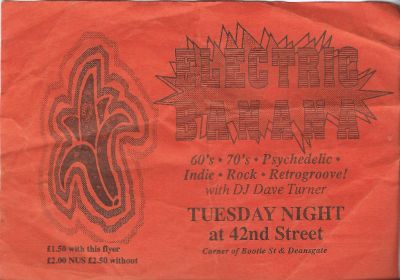 ELECTRIC
BANANA
60's • 70's • Psychedelic •
Indie • Rock • Retrogroove!
with DJ Dave Turner
TUESDAY NIGHT
at 42nd Street
Corner of Bootle St & Deansgate
£1.50 with this flyer
£2.00 NUS £2.50 without